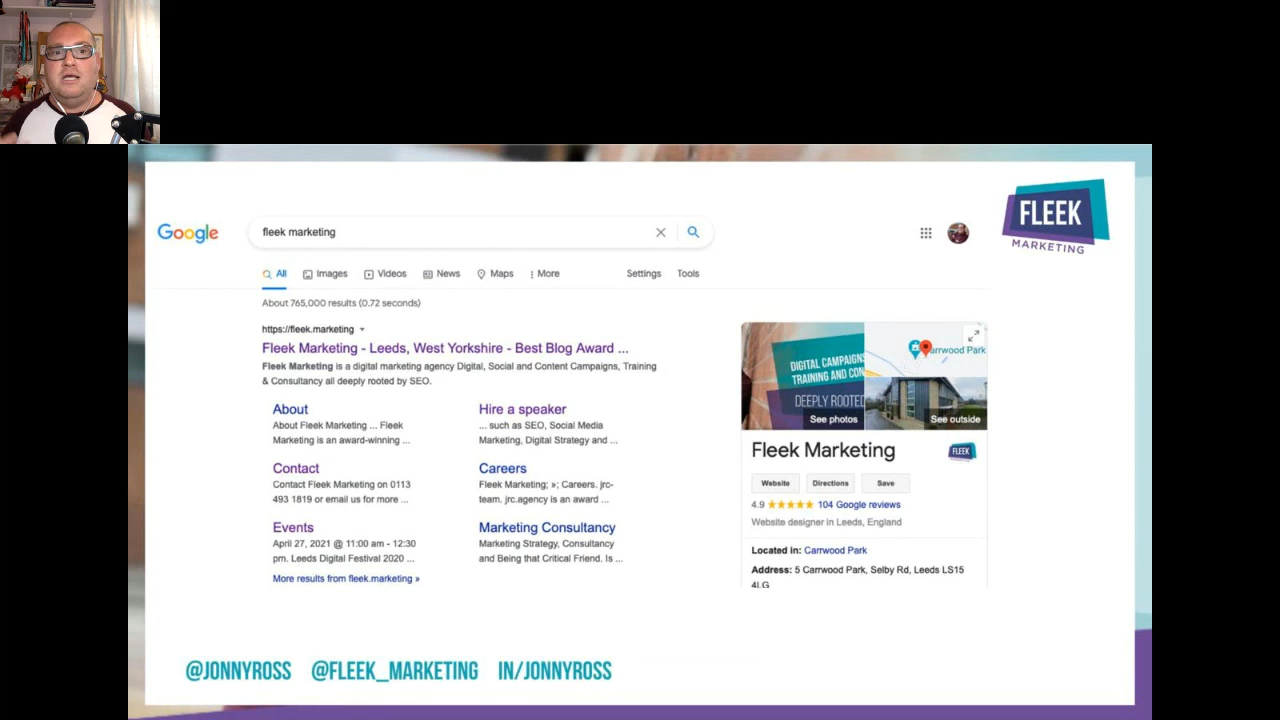 FLEEK
MARKETING
Google
fleek marketing
All Images Videos News Maps More Settings Tools
About 765,000 results (0.72 seconds)
https://fleek.marketing
Fleek Marketing - Leeds, West Yorkshire - Best Blog Award ...
Fleek Marketing is a digital marketing agency Digital, Social and Content Campaigns, Training
& Consultancy all deeply rooted by SEO.
About
About Fleek Marketing ... Fleek
Marketing is an award-winning ...
Hire a speaker
... such as SEO, Social Media
Marketing, Digital Strategy and ...
Contact
Contact Fleek Marketing on 0113
493 1819 or email us for more ...
Careers
Fleek Marketing; »; Careers. jrc-
team. jrc.agency is an award ...
Events
April 27, 2021 @ 11:00 am - 12:30
pm. Leeds Digital Festival 2020 ...
Marketing Consultancy
Marketing Strategy, Consultancy
and Being that Critical Friend. Is ...
More results from fleek.marketing »
DIGITAL CAMPAIGNS
TRAINING AND CON
DEEPLY ROOTED
See photos
arrwood Park
See outside
Fleek Marketing
FLEEK
Website Directions Save
4.9 104 Google reviews
Website designer in Leeds, England
Located in: Carrwood Park
Address: 5 Carrwood Park, Selby Rd, Leeds LS15
4LG
@JONNYROSS @FLEEK_MARKETING IN/JONNYROSS